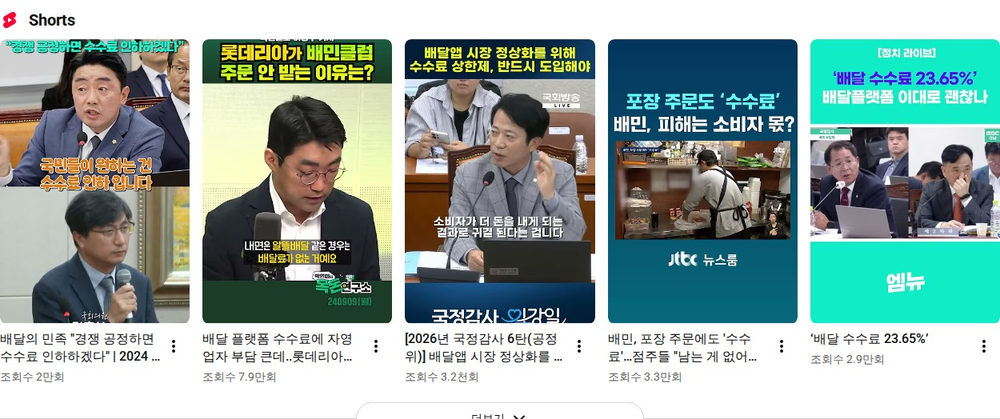 Shorts
"경쟁 공정하면 수수료 인하하겠다"
국민들이 원하는 건
수수료 인하 입니다
국회의원
배달의 민족 "경쟁 공정하면
수수료 인하하겠다" | 2024 ...
조회수 2만회
롯데리아가 배민클럽
주문 안 받는 이유는?
내면은 알뜰배달 같은 경우는
배달료가 없는 거예요
목돈연구소
240909(월)
배달 플랫폼 수수료에 자영
업자 부담 큰데..롯데리아...
조회수 7.9만회
배달앱 시장 정상화를 위해
수수료 상한제, 반드시 도입해야
국회방송
LIVE
소비자가 더 돈을 내게 되는
결과로 귀결 된다는 겁니다
국정감사
[2026년 국정감사 6탄(공정
위)] 배달앱 시장 정상화를 ...
조회수 3.2천회
포장 주문도 '수수료'
배민, 피해는 소비자 몫?
jtbc 뉴스룸
배민, 포장 주문에도 '수수
료'...점주들 "남는 게 없어...
조회수 3.3만회
[정치 라이브]
'배달 수수료 23.65%'
배달플랫폼 이대로 괜찮나
MBC
엠뉴
'배달 수수료 23.65%'
조회수 2.9만회
더보기